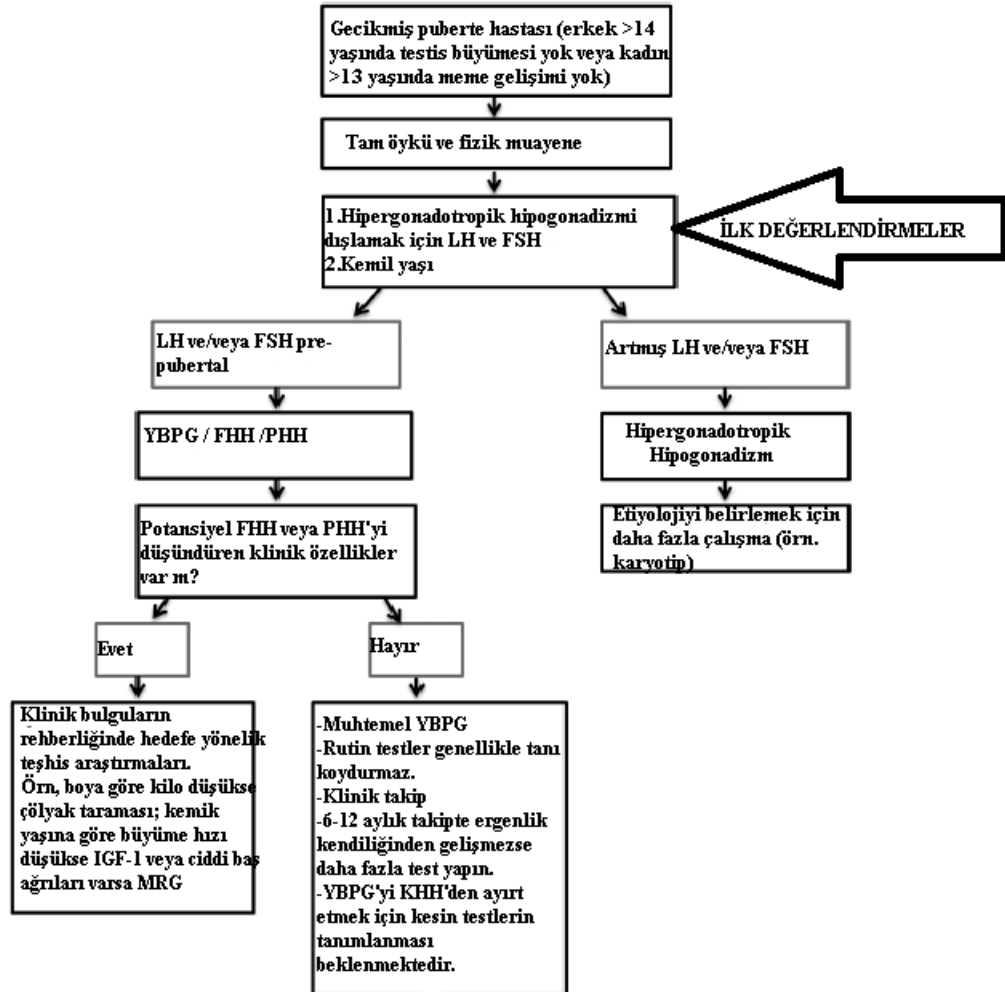 Gecikmiş puberte hastası (erkek >14
yaşında testis büyümesi yok veya kadın
>13 yaşında meme gelişimi yok)
Tam öykü ve fizik muayene
1.Hipergonadotropik hipogonadizmi
dışlamak için LH ve FSH
2.Kemil yaşı
İLK DEĞERLENDİRMELER
LH ve/veya FSH pre-
pubertal
Artmış LH ve/veya FSH
YBPG / FHH /PHH
Hipergonadotropik
Hipogonadizm
Potansiyel FHH veya PHH'yi
düşündüren klinik özellikler
var m?
Etiyolojiyi belirlemek için
daha fazla çalışma (örn.
karyotip)
Evet
Hayır
Klinik bulguların
rehberliğinde hedefe yönelik
teşhis araştırmaları.
Örn, boya göre kilo düşükse
çölyak taraması; kemik
yaşına göre büyüme hızı
düşükse IGF-1 veya ciddi baş
ağrıları varsa MRG
-Muhtemel YBPG
-Rutin testler genellikle tanı
koydurmaz.
-Klinik takip
-6-12 aylık takipte ergenlik
kendiliğinden gelişmezse
daha fazla test yapın.
-YBPG'yi KHH'den ayırt
etmek için kesin testlerin
tanımlanması
beklenmektedir.